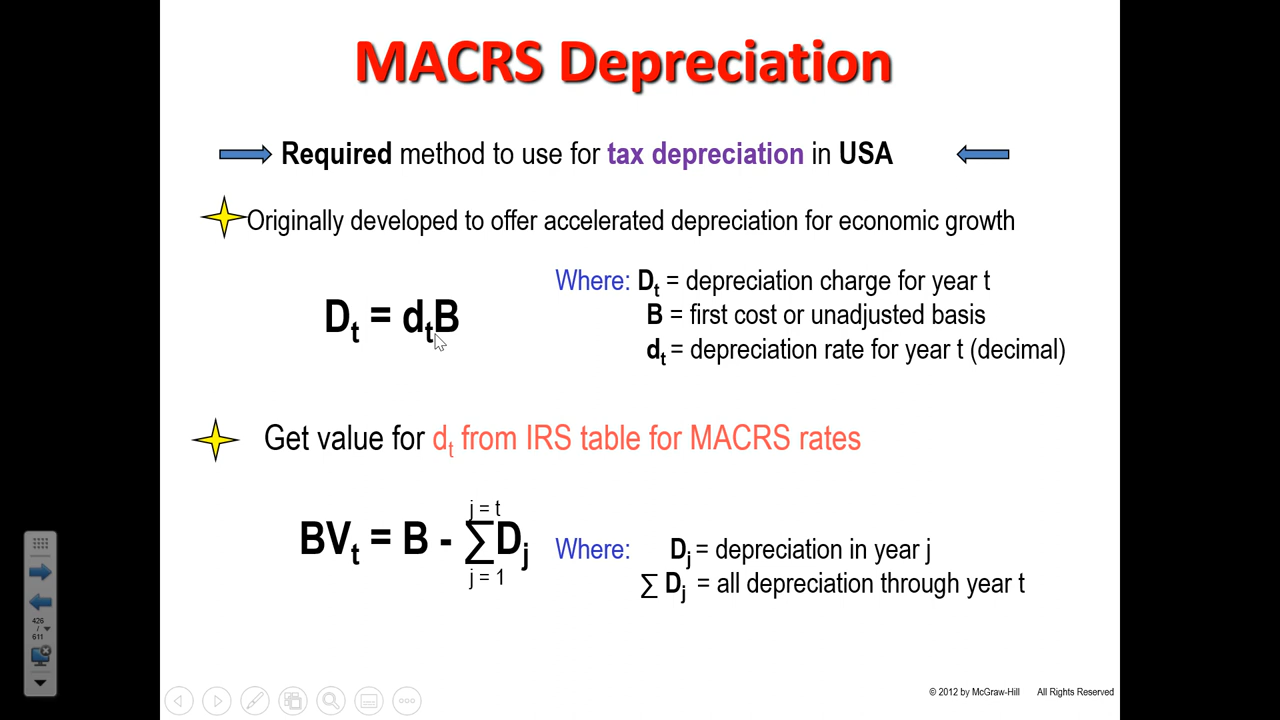 MACRS Depreciation
Required method to use for tax depreciation in USA
Originally developed to offer accelerated depreciation for economic growth
Where: Dt = depreciation charge for year t
Dt = dtB
B = first cost or unadjusted basis
dt = depreciation rate for year t (decimal)
Get value for dt from IRS table for MACRS rates
j = t
BVt = B - ∑Dj
j = 1
Where: Dj = depreciation in year j
∑ Dj = all depreciation through year t
426
/
611
© 2012 by McGraw-Hill All Rights Reserved